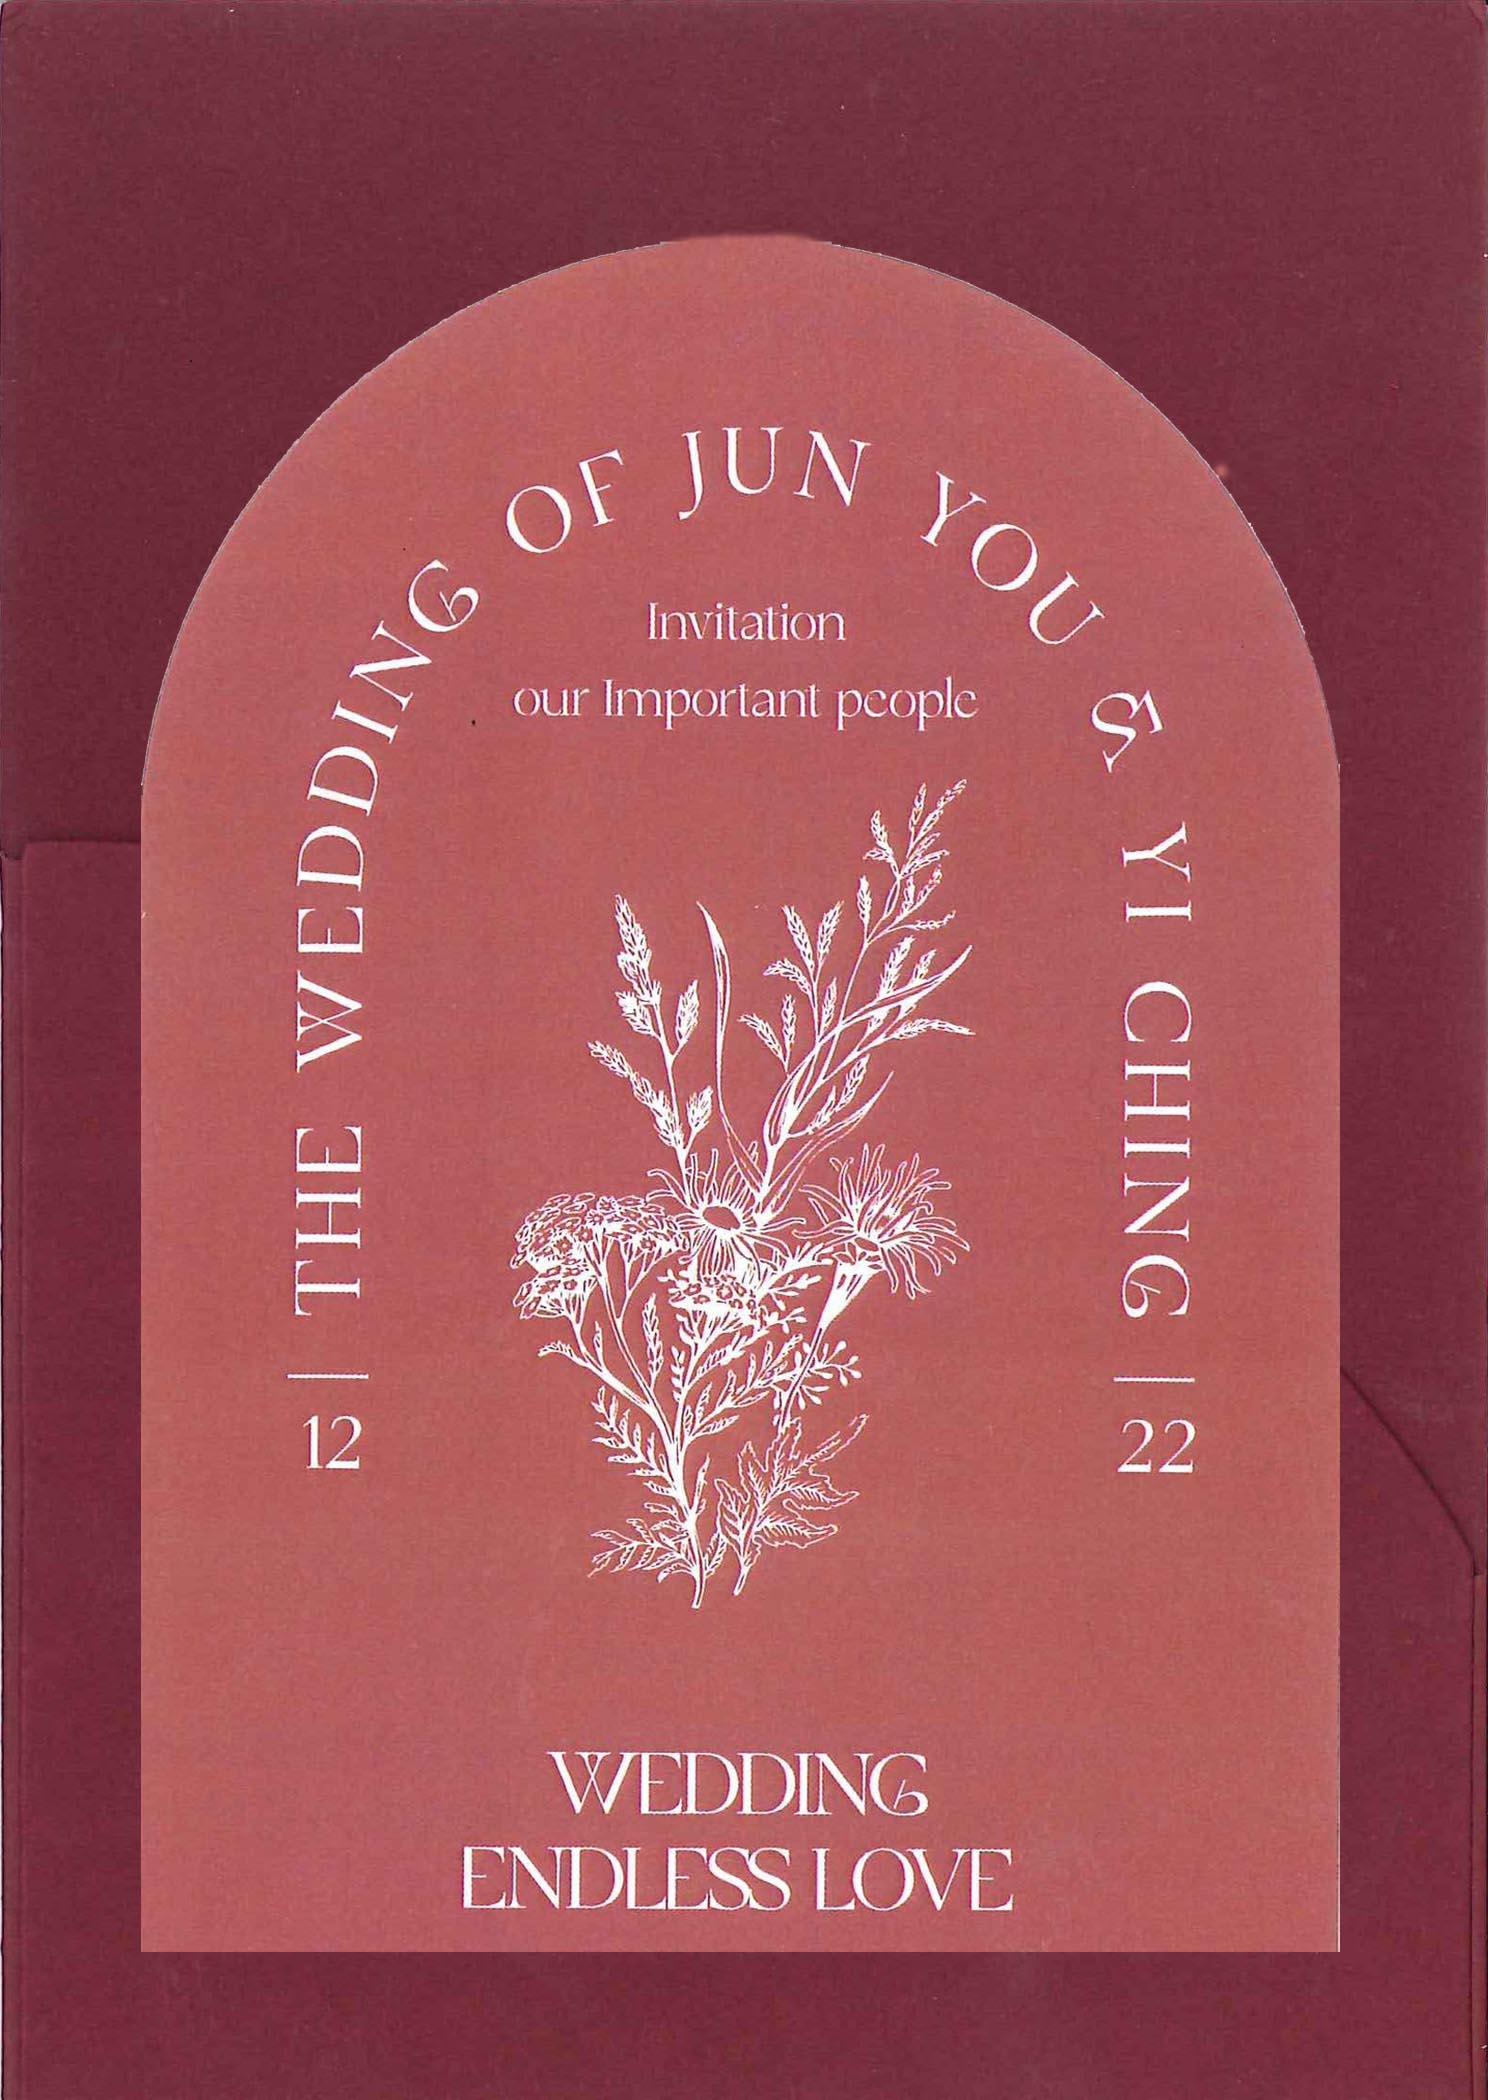 THE WEDDING OF JUN YOU & YI CHING
Invitation
our Important people
12
22
WEDDING
ENDLESS LOVE